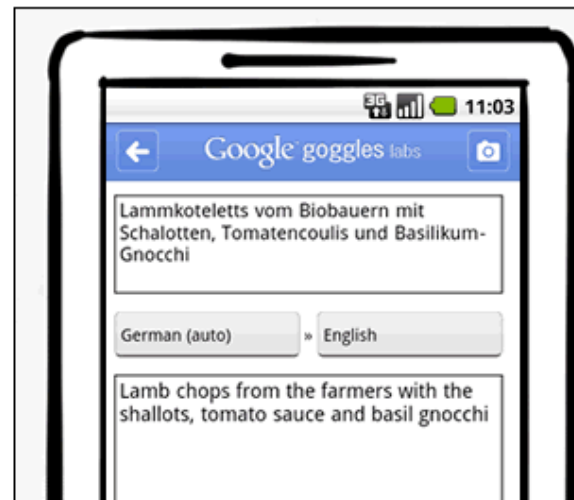 3G 11:03
Google goggles labs
Lammkoteletts vom Biobauern mit
Schalotten, Tomatencoulis und Basilikum-
Gnocchi
German (auto) » English
Lamb chops from the farmers with the
shallots, tomato sauce and basil gnocchi